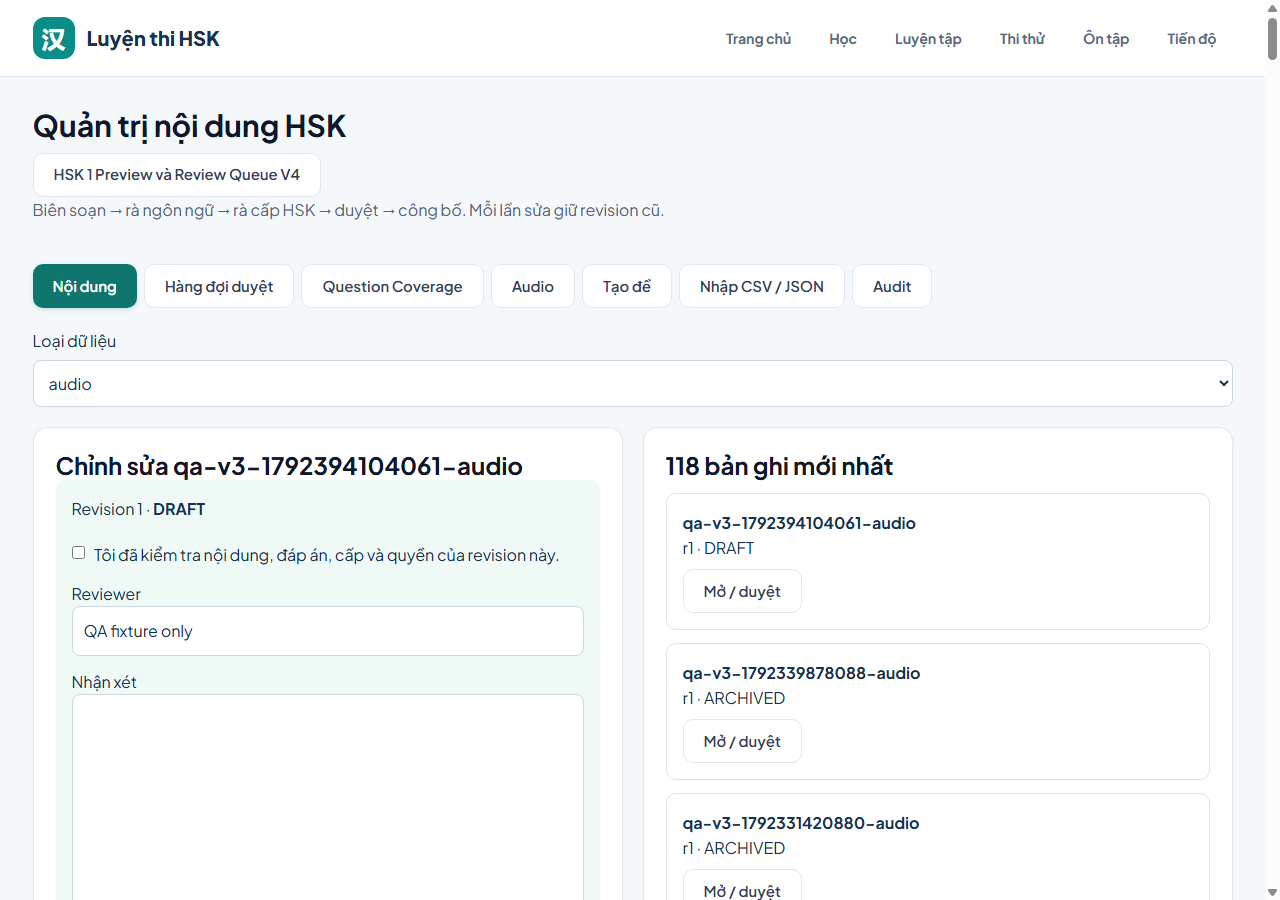 汉 Luyện thi HSK
Trang chủ Học Luyện tập Thi thử Ôn tập Tiến độ
Quản trị nội dung HSK
HSK 1 Preview và Review Queue V4
Biên soạn → rà ngôn ngữ → rà cấp HSK → duyệt → công bố. Mỗi lần sửa giữ revision cũ.
Nội dung Hàng đợi duyệt Question Coverage Audio Tạo đề Nhập CSV / JSON Audit
Loại dữ liệu
audio
Chỉnh sửa qa-v3-1792394104061-audio
Revision 1 · DRAFT
Tôi đã kiểm tra nội dung, đáp án, cấp và quyền của revision này.
Reviewer
QA fixture only
Nhận xét
118 bản ghi mới nhất
qa-v3-1792394104061-audio
r1 · DRAFT
Mở / duyệt
qa-v3-1792339878088-audio
r1 · ARCHIVED
Mở / duyệt
qa-v3-1792331420880-audio
r1 · ARCHIVED
Mở / duyệt